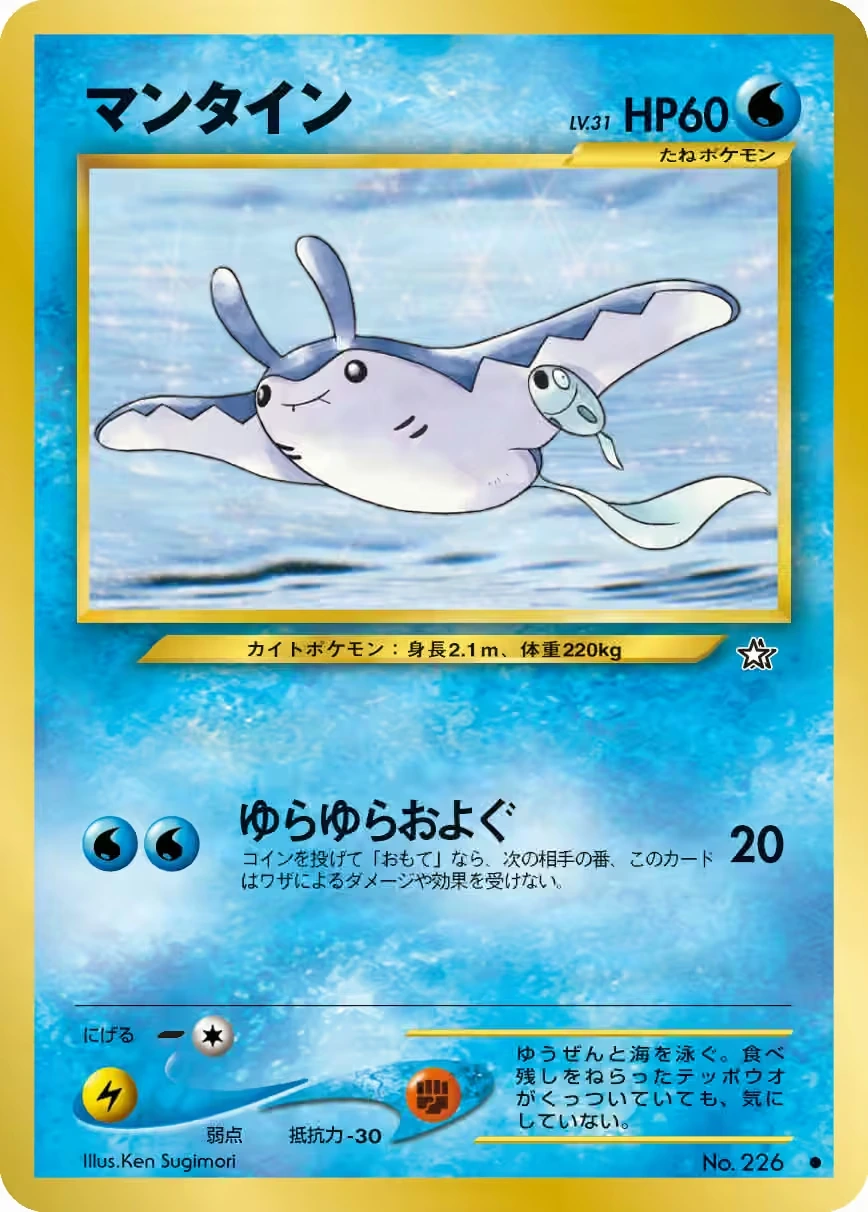 マンタイン
LV.31 HP60
たねポケモン
カイトポケモン：身長2.1m、体重220kg
ゆらゆらおよぐ
20
コインを投げて「おもて」なら、次の相手の番、このカード
はワザによるダメージや効果を受けない。
にげる
ゆうぜんと海を泳ぐ。食べ
残しをねらったテッポウオ
がくっついていても、気に
していない。
弱点 抵抗力-30
Illus.Ken Sugimori
No. 226